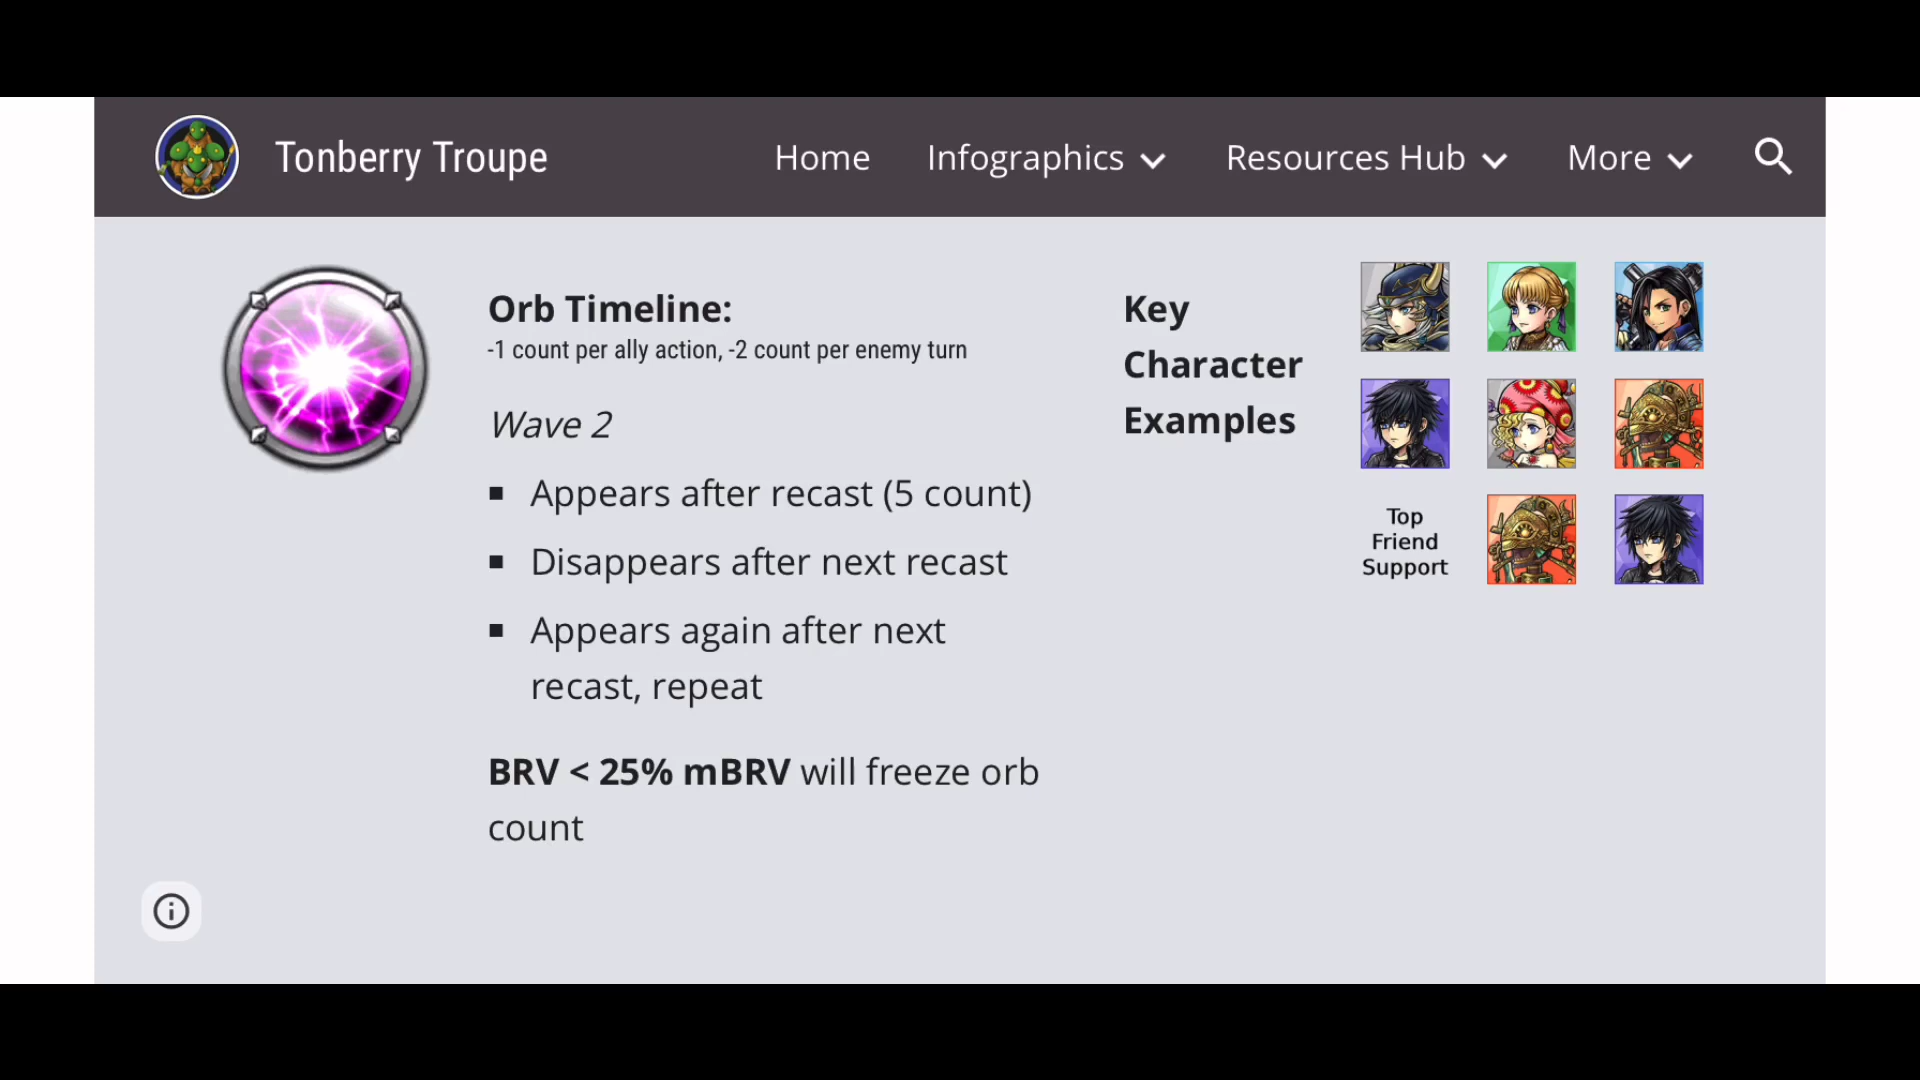 Tonberry Troupe
Home
Infographics
Resources Hub
More
Orb Timeline:
-1 count per ally action, -2 count per enemy turn
Wave 2
▪ Appears after recast (5 count)
▪ Disappears after next recast
▪ Appears again after next
recast, repeat
BRV < 25% mBRV will freeze orb
count
Key
Character
Examples
Top
Friend
Support